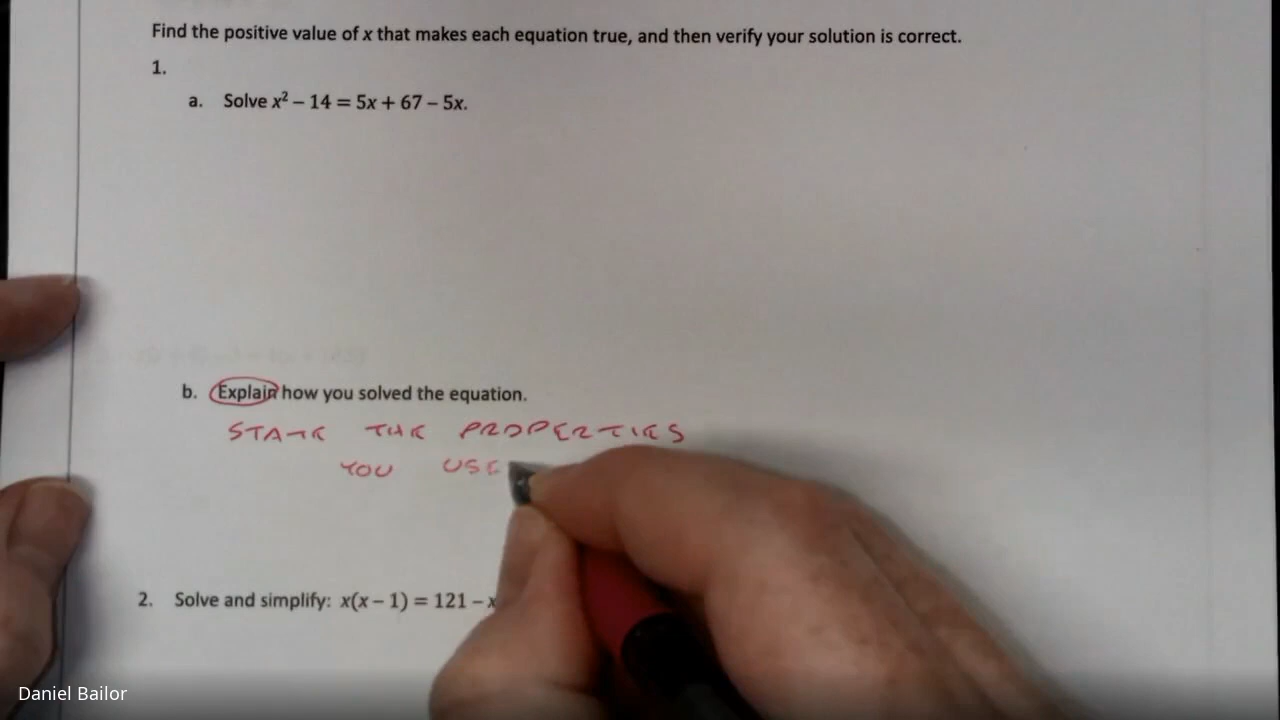 Find the positive value of x that makes each equation true, and then verify your solution is correct.
1.
a. Solve x² – 14 = 5x + 67 – 5x.
b. Explain how you solved the equation.
STATE THE PROPERTIES
YOU USE
2. Solve and simplify: x(x – 1) = 121 – x
Daniel Bailor